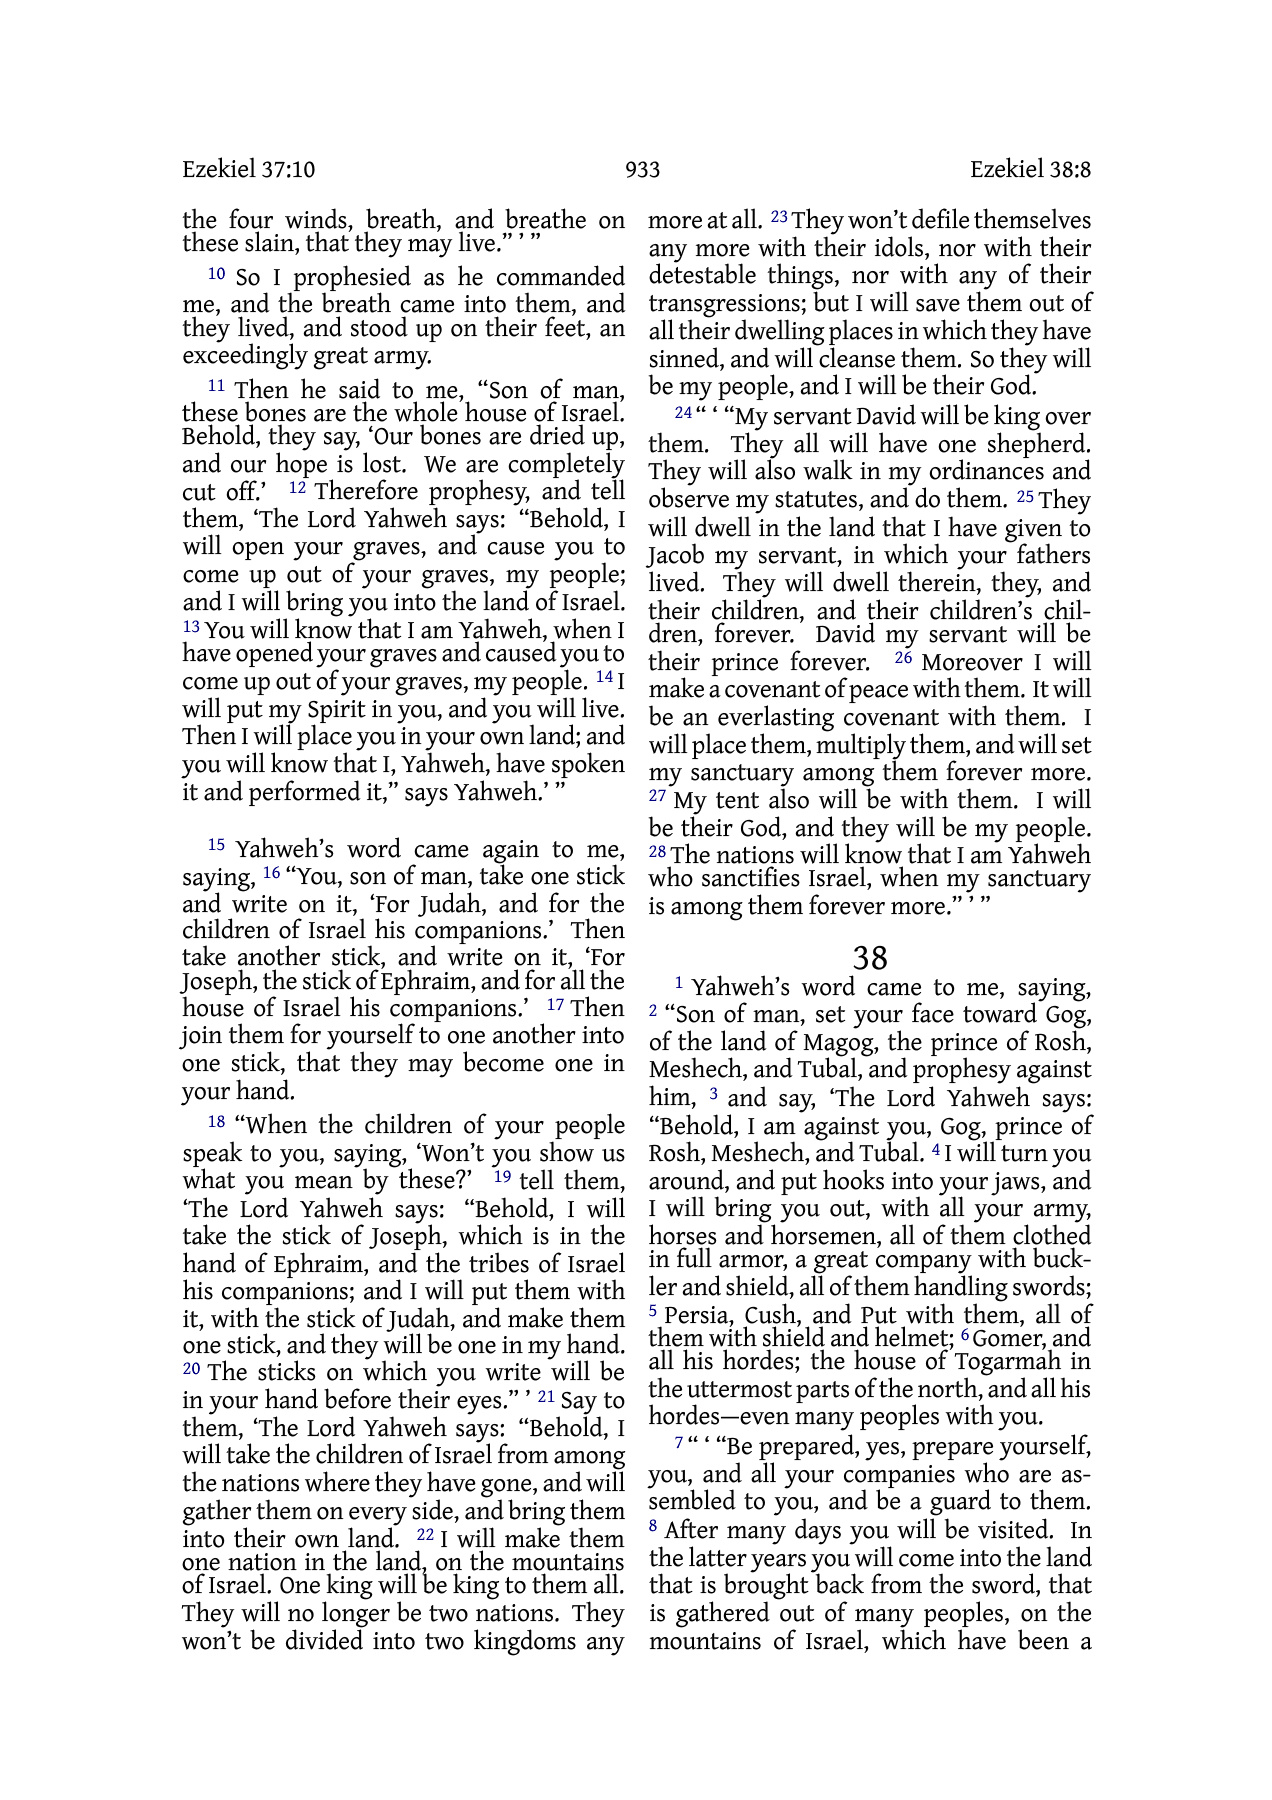 Ezekiel 37:10 933 Ezekiel 38:8
the four winds, breath, and breathe on
these slain, that they may live.” ’ ”
10 So I prophesied as he commanded
me, and the breath came into them, and
they lived, and stood up on their feet, an
exceedingly great army.
11 Then he said to me, “Son of man,
these bones are the whole house of Israel.
Behold, they say, ‘Our bones are dried up,
and our hope is lost. We are completely
cut off.’ 12 Therefore prophesy, and tell
them, ‘The Lord Yahweh says: “Behold, I
will open your graves, and cause you to
come up out of your graves, my people;
and I will bring you into the land of Israel.
13 You will know that I am Yahweh, when I
have opened your graves and caused you to
come up out of your graves, my people. 14 I
will put my Spirit in you, and you will live.
Then I will place you in your own land; and
you will know that I, Yahweh, have spoken
it and performed it,” says Yahweh.’ ”
15 Yahweh’s word came again to me,
saying, 16 “You, son of man, take one stick
and write on it, ‘For Judah, and for the
children of Israel his companions.’ Then
take another stick, and write on it, ‘For
Joseph, the stick of Ephraim, and for all the
house of Israel his companions.’ 17 Then
join them for yourself to one another into
one stick, that they may become one in
your hand.
18 “When the children of your people
speak to you, saying, ‘Won’t you show us
what you mean by these?’ 19 tell them,
‘The Lord Yahweh says: “Behold, I will
take the stick of Joseph, which is in the
hand of Ephraim, and the tribes of Israel
his companions; and I will put them with
it, with the stick of Judah, and make them
one stick, and they will be one in my hand.
20 The sticks on which you write will be
in your hand before their eyes.” ’ 21 Say to
them, ‘The Lord Yahweh says: “Behold, I
will take the children of Israel from among
the nations where they have gone, and will
gather them on every side, and bring them
into their own land. 22 I will make them
one nation in the land, on the mountains
of Israel. One king will be king to them all.
They will no longer be two nations. They
won’t be divided into two kingdoms any
more at all. 23 They won’t defile themselves
any more with their idols, nor with their
detestable things, nor with any of their
transgressions; but I will save them out of
all their dwelling places in which they have
sinned, and will cleanse them. So they will
be my people, and I will be their God.
24 “ ‘ “My servant David will be king over
them. They all will have one shepherd.
They will also walk in my ordinances and
observe my statutes, and do them. 25 They
will dwell in the land that I have given to
Jacob my servant, in which your fathers
lived. They will dwell therein, they, and
their children, and their children’s chil-
dren, forever. David my servant will be
their prince forever. 26 Moreover I will
make a covenant of peace with them. It will
be an everlasting covenant with them. I
will place them, multiply them, and will set
my sanctuary among them forever more.
27 My tent also will be with them. I will
be their God, and they will be my people.
28 The nations will know that I am Yahweh
who sanctifies Israel, when my sanctuary
is among them forever more.” ’ ”
38
1 Yahweh’s word came to me, saying,
2 “Son of man, set your face toward Gog,
of the land of Magog, the prince of Rosh,
Meshech, and Tubal, and prophesy against
him, 3 and say, ‘The Lord Yahweh says:
“Behold, I am against you, Gog, prince of
Rosh, Meshech, and Tubal. 4 I will turn you
around, and put hooks into your jaws, and
I will bring you out, with all your army,
horses and horsemen, all of them clothed
in full armor, a great company with buck-
ler and shield, all of them handling swords;
5 Persia, Cush, and Put with them, all of
them with shield and helmet; 6 Gomer, and
all his hordes; the house of Togarmah in
the uttermost parts of the north, and all his
hordes—even many peoples with you.
7 “ ‘ “Be prepared, yes, prepare yourself,
you, and all your companies who are as-
sembled to you, and be a guard to them.
8 After many days you will be visited. In
the latter years you will come into the land
that is brought back from the sword, that
is gathered out of many peoples, on the
mountains of Israel, which have been a